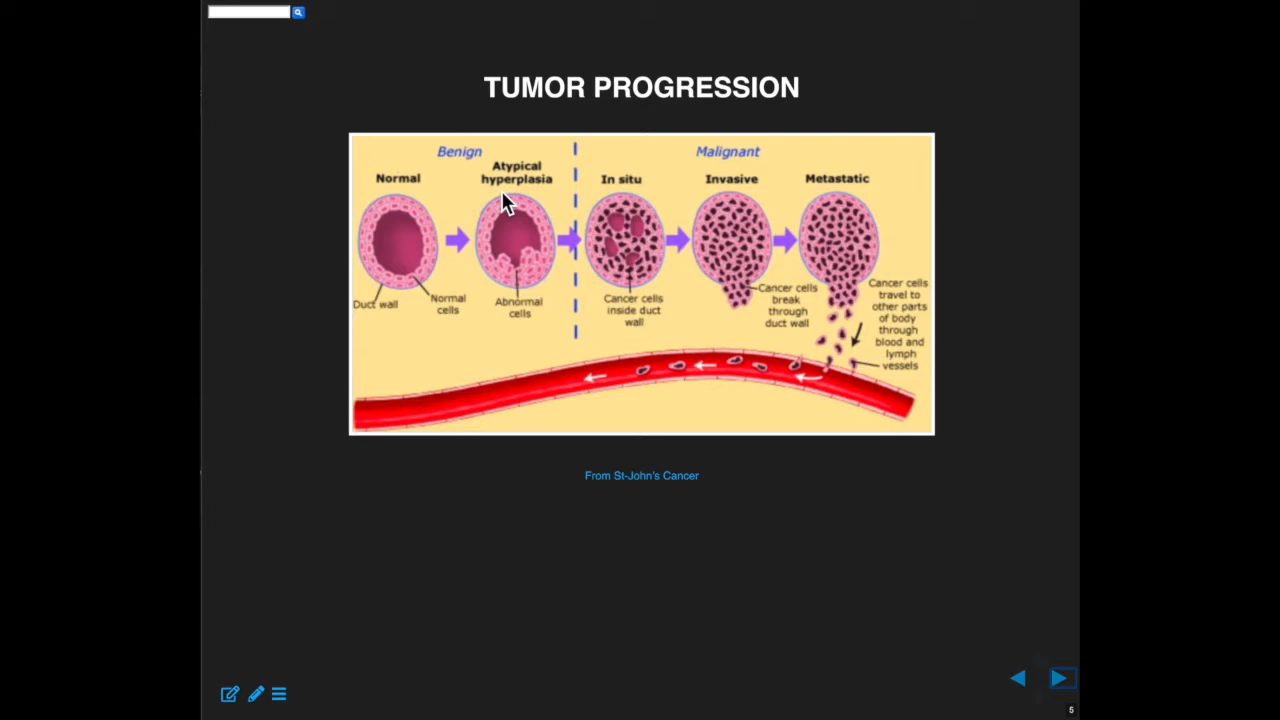 TUMOR PROGRESSION
Benign
Malignant
Normal
Atypical
hyperplasia
In situ
Invasive
Metastatic
Duct wall
Normal
cells
Abnormal
cells
Cancer cells
inside duct
wall
Cancer cells
break
through
duct wall
Cancer cells
travel to
other parts
of body
through
blood and
lymph
vessels
From St-John's Cancer
5